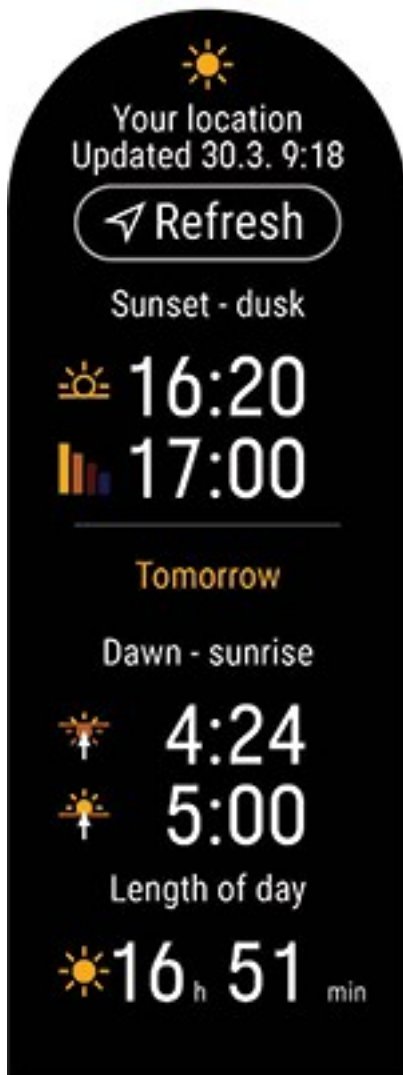 Your location
Updated 30.3. 9:18
Refresh
Sunset - dusk
16:20
17:00
Tomorrow
Dawn - sunrise
4:24
5:00
Length of day
16 h 51 min